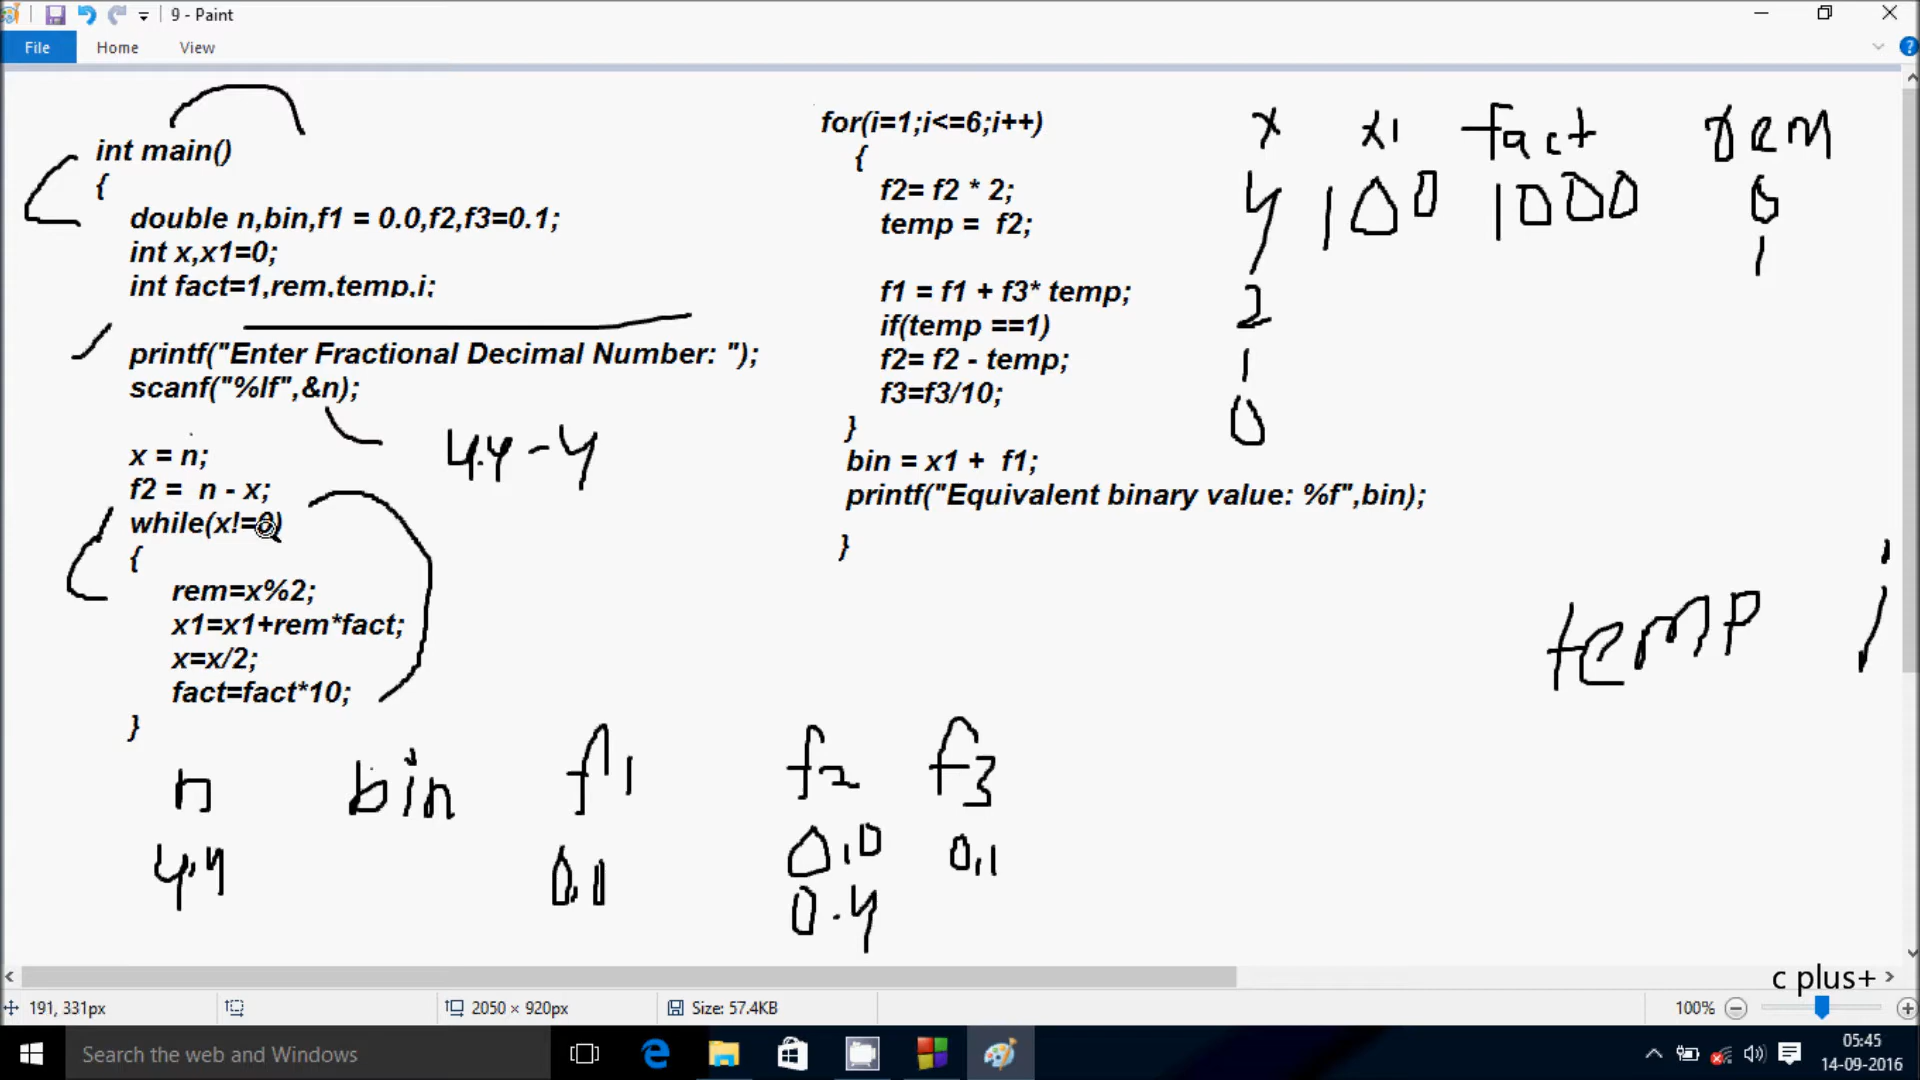 9 - Paint
File Home View
int main()
{
double n,bin,f1 = 0.0,f2,f3=0.1;
int x,x1=0;
int fact=1,rem,temp,i;
printf("Enter Fractional Decimal Number: ");
scanf("%lf",&n);
x = n;
f2 = n - x;
while(x!=0)
{
rem=x%2;
x1=x1+rem*fact;
x=x/2;
fact=fact*10;
}
4.4 - 4
for(i=1;i<=6;i++)
{
f2= f2 * 2;
temp = f2;
f1 = f1 + f3* temp;
if(temp ==1)
f2= f2 - temp;
f3=f3/10;
}
bin = x1 + f1;
printf("Equivalent binary value: %f",bin);
}
x x1 fact rem
4 100 1000 0
1
2
1
0
temp i
n bin f1 f2 f3
4.4 0.0 0.0 0.1
0.4
c plus+
191, 331px 2050 × 920px Size: 57.4KB 100%
Search the web and Windows
05:45
14-09-2016